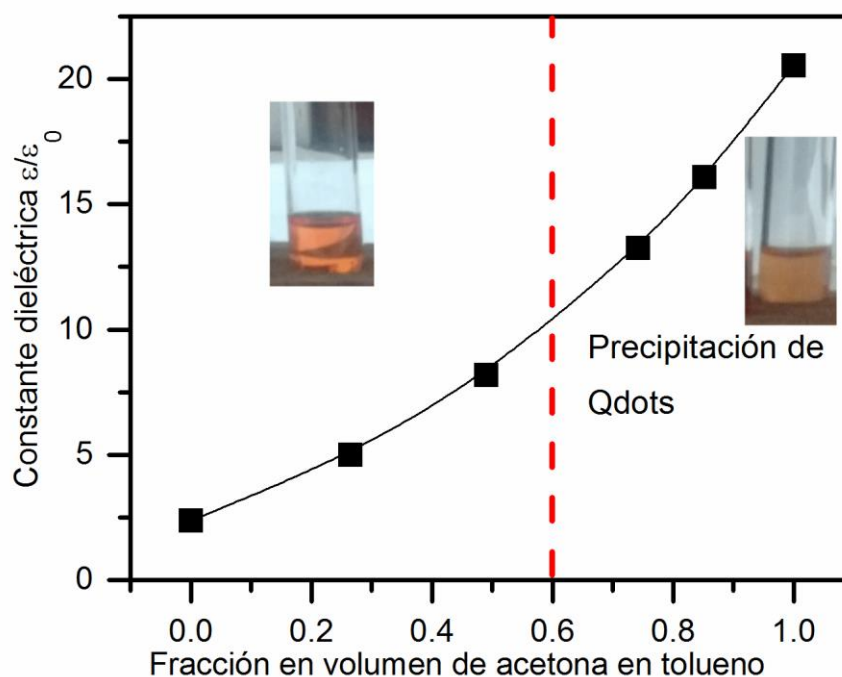 Constante dieléctrica ε/ε0
20
15
10
5
0
Precipitación de
Qdots
0.0 0.2 0.4 0.6 0.8 1.0
Fracción en volumen de acetona en tolueno